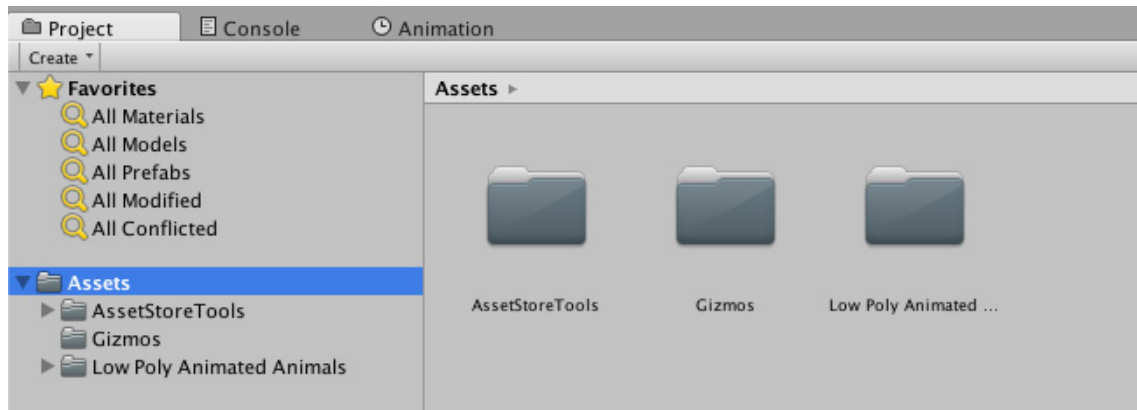 Project Console Animation
Create
Favorites
All Materials
All Models
All Prefabs
All Modified
All Conflicted
Assets
AssetStoreTools
Gizmos
Low Poly Animated Animals
Assets
AssetStoreTools Gizmos Low Poly Animated ...